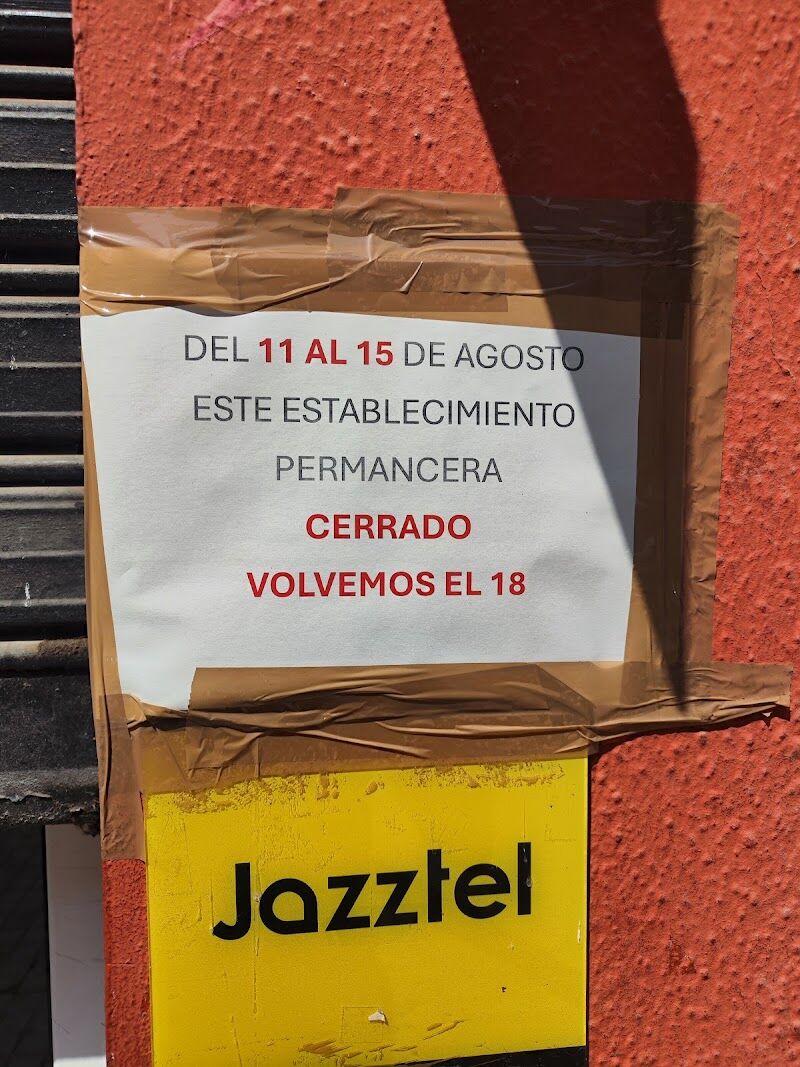 DEL 11 AL 15 DE AGOSTO
ESTE ESTABLECIMIENTO
PERMANCERA
CERRADO
VOLVEMOS EL 18
Jazztel